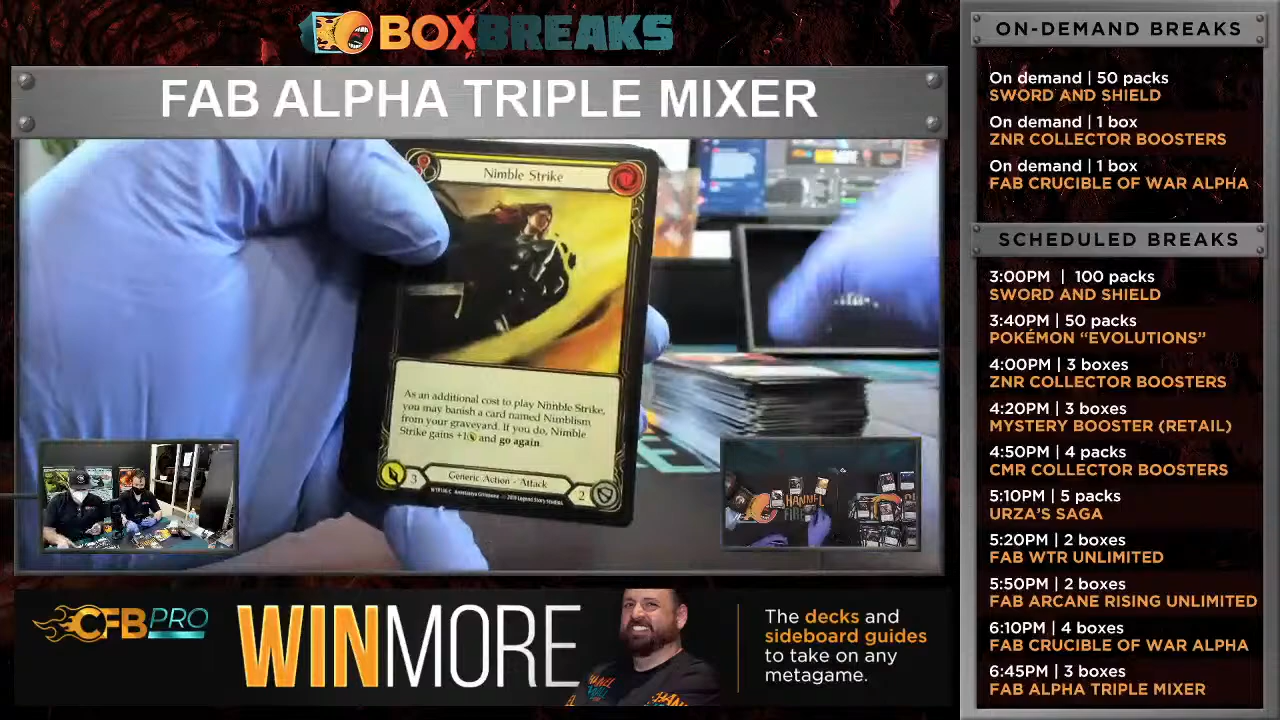 BOXBREAKS
FAB ALPHA TRIPLE MIXER
Nimble Strike
As an additional cost to play Nimble Strike,
you may banish a card named Nimblism
from your graveyard. If you do, Nimble
Strike gains +1 and go again.
3
Generic Action - Attack
2
CFBPRO
WINMORE
The decks and
sideboard guides
to take on any
metagame.
ON-DEMAND BREAKS
On demand | 50 packs
SWORD AND SHIELD
On demand | 1 box
ZNR COLLECTOR BOOSTERS
On demand | 1 box
FAB CRUCIBLE OF WAR ALPHA
SCHEDULED BREAKS
3:00PM | 100 packs
SWORD AND SHIELD
3:40PM | 50 packs
POKÉMON “EVOLUTIONS”
4:00PM | 3 boxes
ZNR COLLECTOR BOOSTERS
4:20PM | 3 boxes
MYSTERY BOOSTER (RETAIL)
4:50PM | 4 packs
CMR COLLECTOR BOOSTERS
5:10PM | 5 packs
URZA’S SAGA
5:20PM | 2 boxes
FAB WTR UNLIMITED
5:50PM | 2 boxes
FAB ARCANE RISING UNLIMITED
6:10PM | 4 boxes
FAB CRUCIBLE OF WAR ALPHA
6:45PM | 3 boxes
FAB ALPHA TRIPLE MIXER